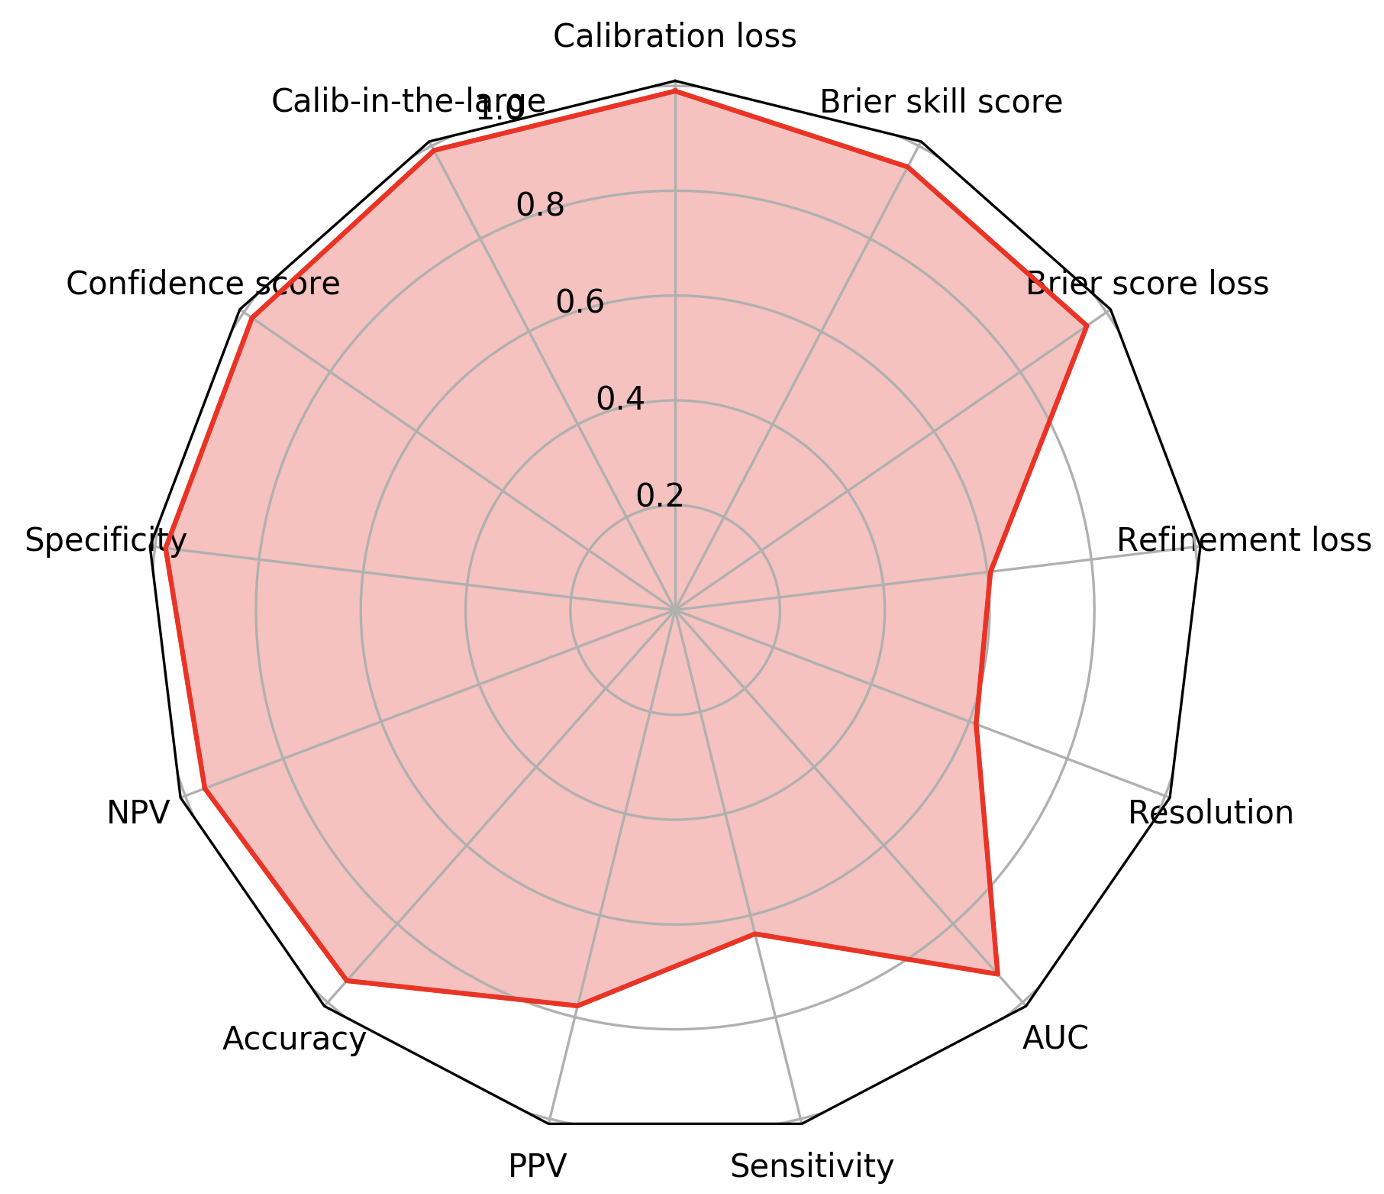 Calibration loss
Calib-in-the-large
Brier skill score
1.0
0.8
Confidence score
Brier score loss
0.6
0.4
0.2
Specificity
Refinement loss
NPV
Resolution
Accuracy
AUC
PPV
Sensitivity